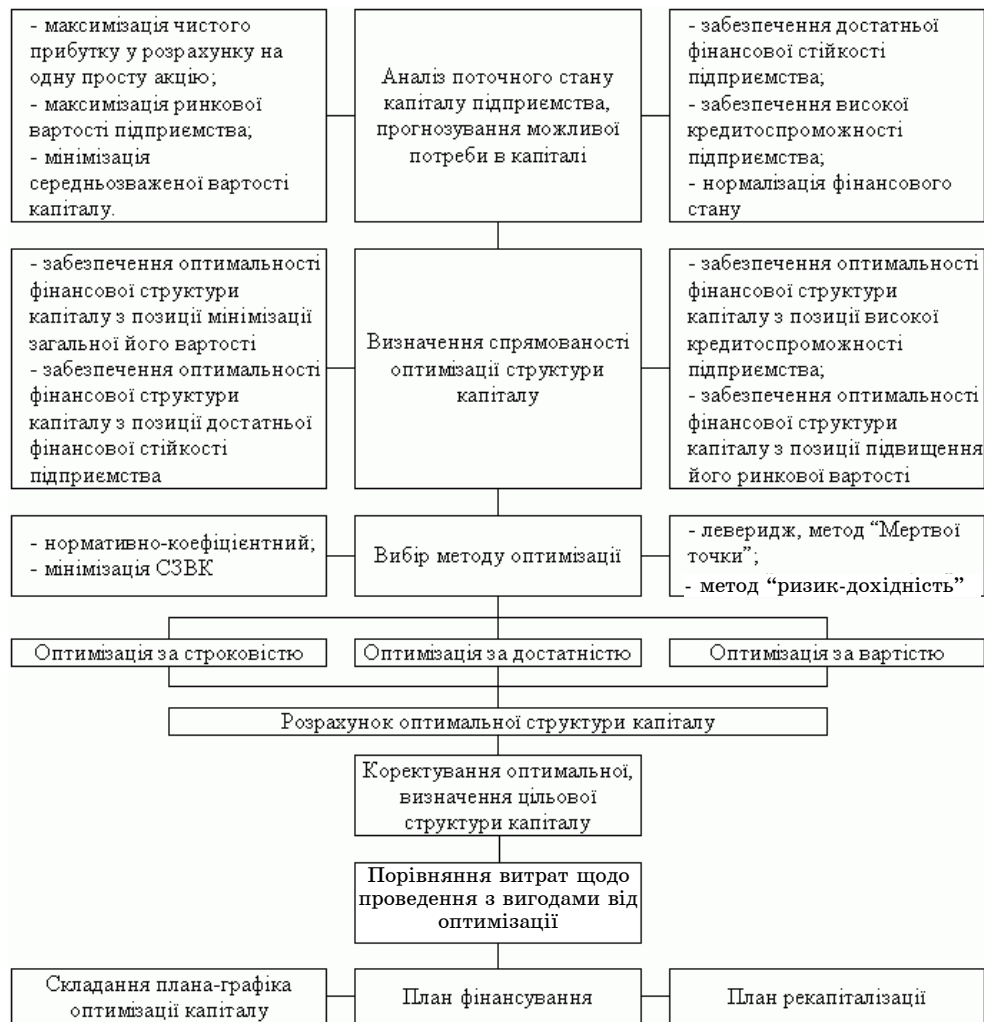 - максимізація чистого
прибутку у розрахунку на
одну просту акцію;
- максимізація ринкової
вартості підприємства;
- мінімізація
середньозваженої вартості
капіталу.
Аналіз поточного стану
капіталу підприємства,
прогнозування можливої
потреби в капіталі
- забезпечення достатньої
фінансової стійкості
підприємства;
- забезпечення високої
кредитоспроможності
підприємства;
- нормалізація фінансового
стану
- забезпечення оптимальності
фінансової структури
капіталу з позиції мінімізації
загальної його вартості
- забезпечення оптимальності
фінансової структури
капіталу з позиції достатньої
фінансової стійкості
підприємства
Визначення спрямованості
оптимізації структури
капіталу
- забезпечення оптимальності
фінансової структури
капіталу з позиції високої
кредитоспроможності
підприємства;
- забезпечення оптимальності
фінансової структури
капіталу з позиції підвищення
його ринкової вартості
- нормативно-коефіцієнтний;
- мінімізація СЗВК
Вибір методу оптимізації
- леверидж, метод “Мертвої
точки”;
- метод “ризик-дохідність”
Оптимізація за строковістю
Оптимізація за достатністю
Оптимізація за вартістю
Розрахунок оптимальної структури капіталу
Коректування оптимальної,
визначення цільової
структури капіталу
Порівняння витрат щодо
проведення з вигодами від
оптимізації
Складання плана-графіка
оптимізації капіталу
План фінансування
План рекапіталізації